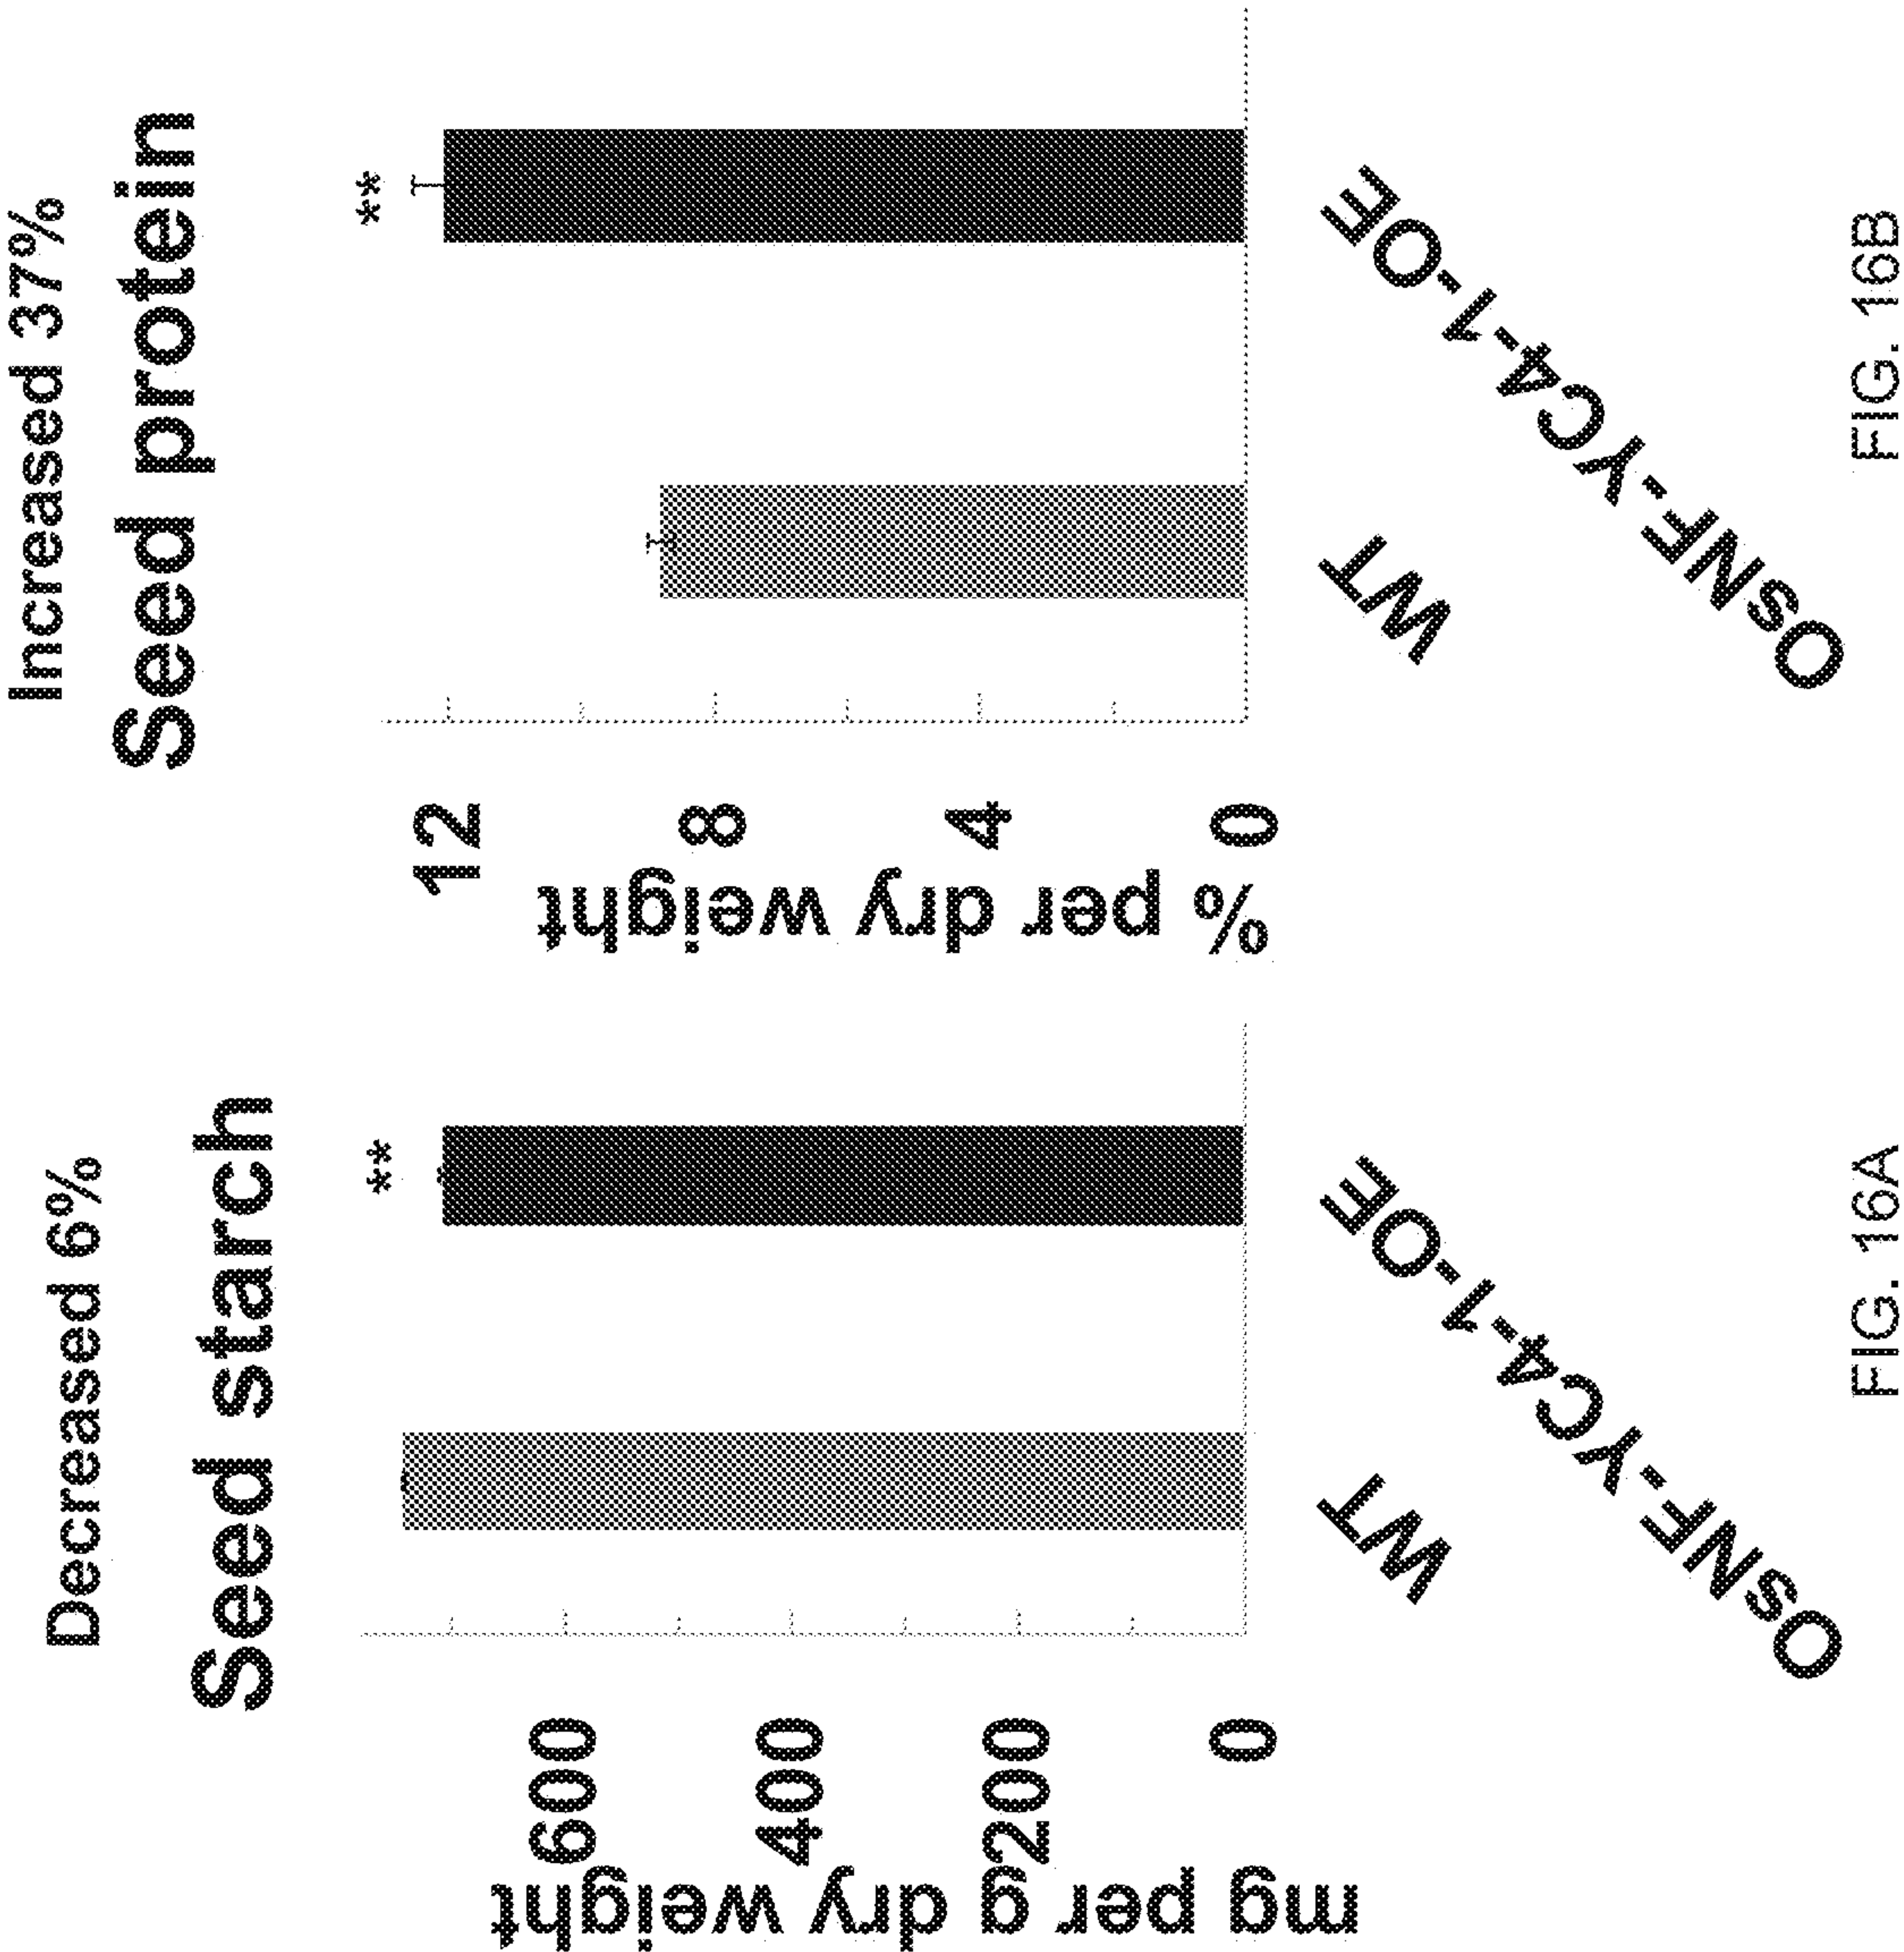 Decreased 6%
Seed starch
**
mg per g dry weight
600
400
200
0
WT
OsNF-YC4-1-OE
FIG. 16A
Increased 37%
Seed protein
**
% per dry weight
12
8
4
0
WT
OsNF-YC4-1-OE
FIG. 16B